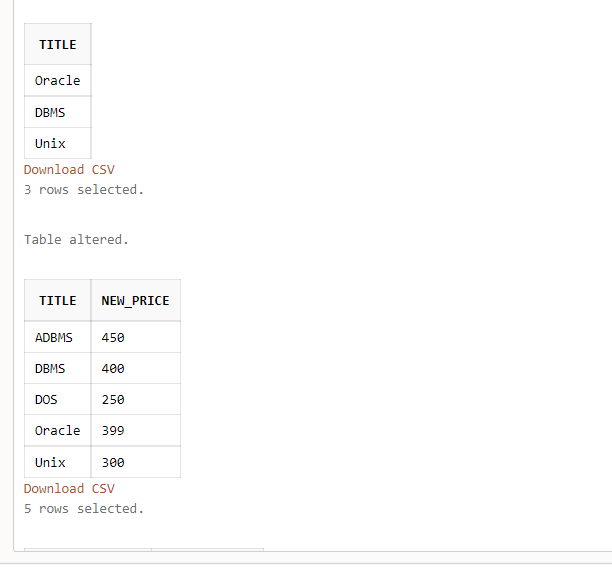 TITLE
Oracle
DBMS
Unix
Download CSV
3 rows selected.
Table altered.
TITLE NEW_PRICE
ADBMS 450
DBMS 400
DOS 250
Oracle 399
Unix 300
Download CSV
5 rows selected.